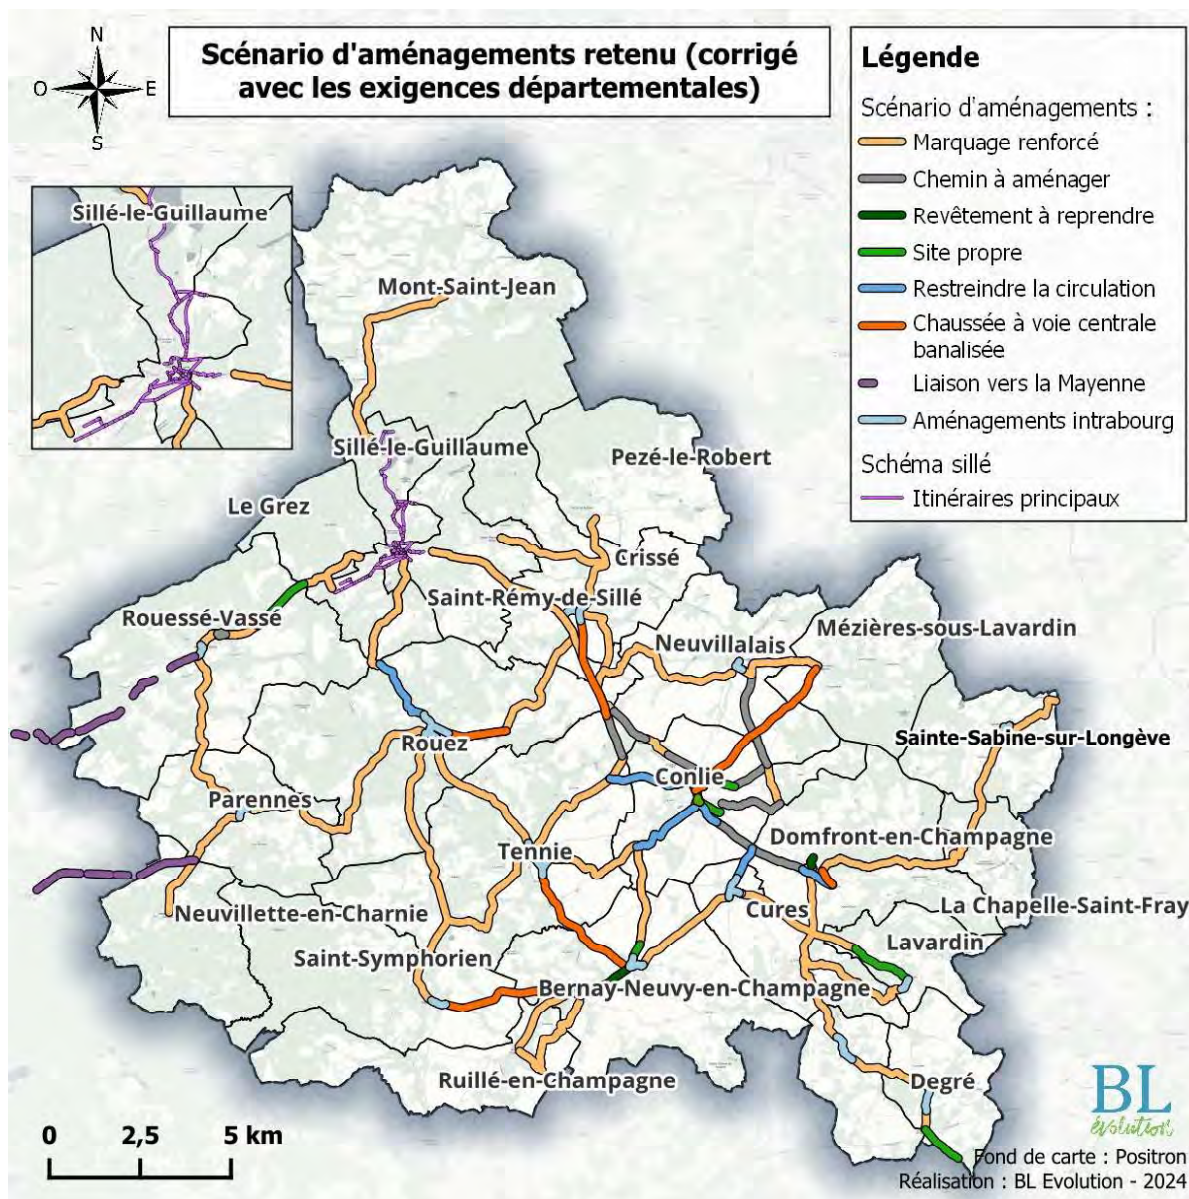 N
O
E
S
Scénario d'aménagements retenu (corrigé
avec les exigences départementales)
Légende
Scénario d'aménagements :
Marquage renforcé
Chemin à aménager
Revêtement à reprendre
Site propre
Restreindre la circulation
Chaussée à voie centrale
banalisée
Liaison vers la Mayenne
Aménagements intrabourg
Schéma sillé
Itinéraires principaux
Sillé-le-Guillaume
Mont-Saint-Jean
Sillé-le-Guillaume
Pezé-le-Robert
Le Grez
Crissé
Saint-Rémy-de-Sillé
Rouessé-Vassé
Neuvillalais
Mézières-sous-Lavardin
Rouez
Sainte-Sabine-sur-Longève
Conlie
Parennes
Domfront-en-Champagne
Tennie
Neuvillette-en-Charnie
Cures
La Chapelle-Saint-Fray
Lavardin
Saint-Symphorien
Bernay-Neuvy-en-Champagne
Ruillé-en-Champagne
Degré
BL
évolution
0 2,5 5 km
Fond de carte : Positron
Réalisation : BL Evolution - 2024